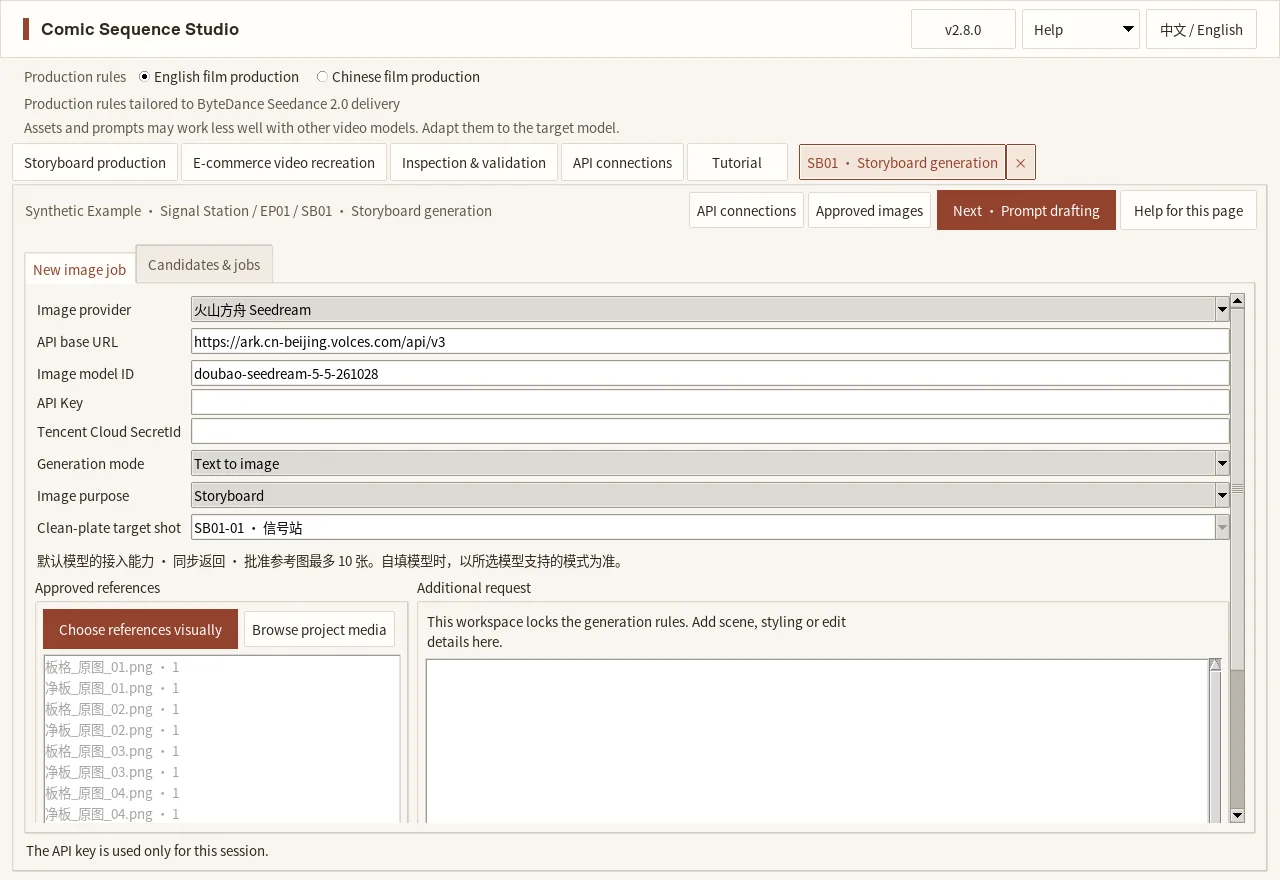 Comic Sequence Studio
v2.8.0
Help
中文 / English
Production rules
English film production
Chinese film production
Production rules tailored to ByteDance Seedance 2.0 delivery
Assets and prompts may work less well with other video models. Adapt them to the target model.
Storyboard production
E-commerce video recreation
Inspection & validation
API connections
Tutorial
SB01 · Storyboard generation
×
Synthetic Example · Signal Station / EP01 / SB01 · Storyboard generation
API connections
Approved images
Next · Prompt drafting
Help for this page
New image job
Candidates & jobs
Image provider
火山方舟 Seedream
API base URL
https://ark.cn-beijing.volces.com/api/v3
Image model ID
doubao-seedream-5-5-261028
API Key
Tencent Cloud SecretId
Generation mode
Text to image
Image purpose
Storyboard
Clean-plate target shot
SB01-01 · 信号站
默认模型的接入能力 · 同步返回 · 批准参考图最多 10 张。自填模型时，以所选模型支持的模式为准。
Approved references
Additional request
Choose references visually
Browse project media
This workspace locks the generation rules. Add scene, styling or edit
details here.
板格_原图_01.png · 1
净板_原图_01.png · 1
板格_原图_02.png · 1
净板_原图_02.png · 1
板格_原图_03.png · 1
净板_原图_03.png · 1
板格_原图_04.png · 1
净板_原图_04.png · 1
The API key is used only for this session.